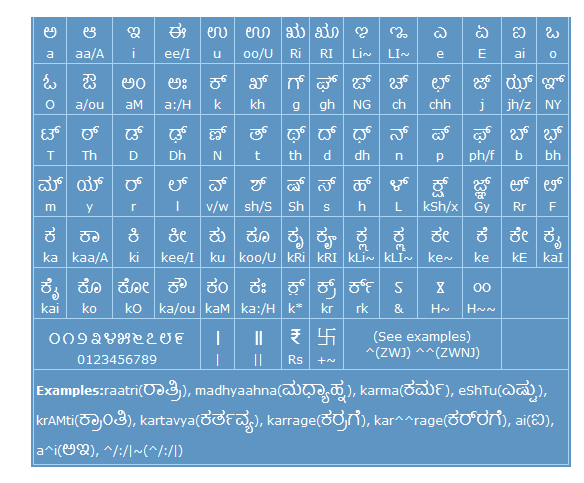 ಅ ಆ ಇ ಈ ಉ ಊ ಋ ೠ ಌ ೡ ಎ ಏ ಐ ಒ
a aa/A i ee/I u oo/U Ri RI Li~ LI~ e E ai o
ಓ ಔ ಅಂ ಅಃ ಕ್ ಖ್ ಗ್ ಘ್ ಙ್ ಚ್ ಛ್ ಜ್ ಝ್ ಞ್
O a/ou aM a:/H k kh g gh NG ch chh j jh/z NY
ಟ್ ಠ್ ಡ್ ಢ್ ಣ್ ತ್ ಥ್ ದ್ ಧ್ ನ್ ಪ್ ಫ್ ಬ್ ಭ್
T Th D Dh N t th d dh n p ph/f b bh
ಮ್ ಯ್ ರ್ ಲ್ ವ್ ಶ್ ಷ್ ಸ್ ಹ್ ಳ್ ಕ್ಷ್ ಜ್ಞ್ ಱ್ ೞ್
m y r l v/w sh/S Sh s h L kSh/x Gy Rr F
ಕ ಕಾ ಕಿ ಕೀ ಕು ಕೂ ಕೃ ಕೄ ಕೢ ಕೣ ಕೇ ಕೆ ಕೇ ಕೃ
ka kaa/A ki kee/I ku koo/U kRi kRI kLi~ kLI~ ke~ ke kE kaI
ಕೈ ಕೊ ಕೋ ಕೌ ಕಂ ಕಃ ಕ಼್ ಕ್ರ್ ರ್ಕ್ ಽ ೱ ೦೦
kai ko kO ka/ou kaM ka:/H k* kr rk & H~ H~~
೦೧೨೩೪೫೬೭೮೯ । ॥ ₹ 卐 (See examples)
0123456789 | || Rs +~ ^(ZWJ) ^^(ZWNJ)
Examples:raatri(ರಾತ್ರಿ), madhyaahna(ಮಧ್ಯಾಹ್ನ), karma(ಕರ್ಮ), eShTu(ಎಷ್ಟು),
krAMti(ಕ್ರಾಂತಿ), kartavya(ಕರ್ತವ್ಯ), karrage(ಕರ್ರಗೆ), kar^^rage(ಕರ್‌ರಗೆ), ai(ಐ),
a^i(ಅಇ), ^/:/|~(^/:/|)